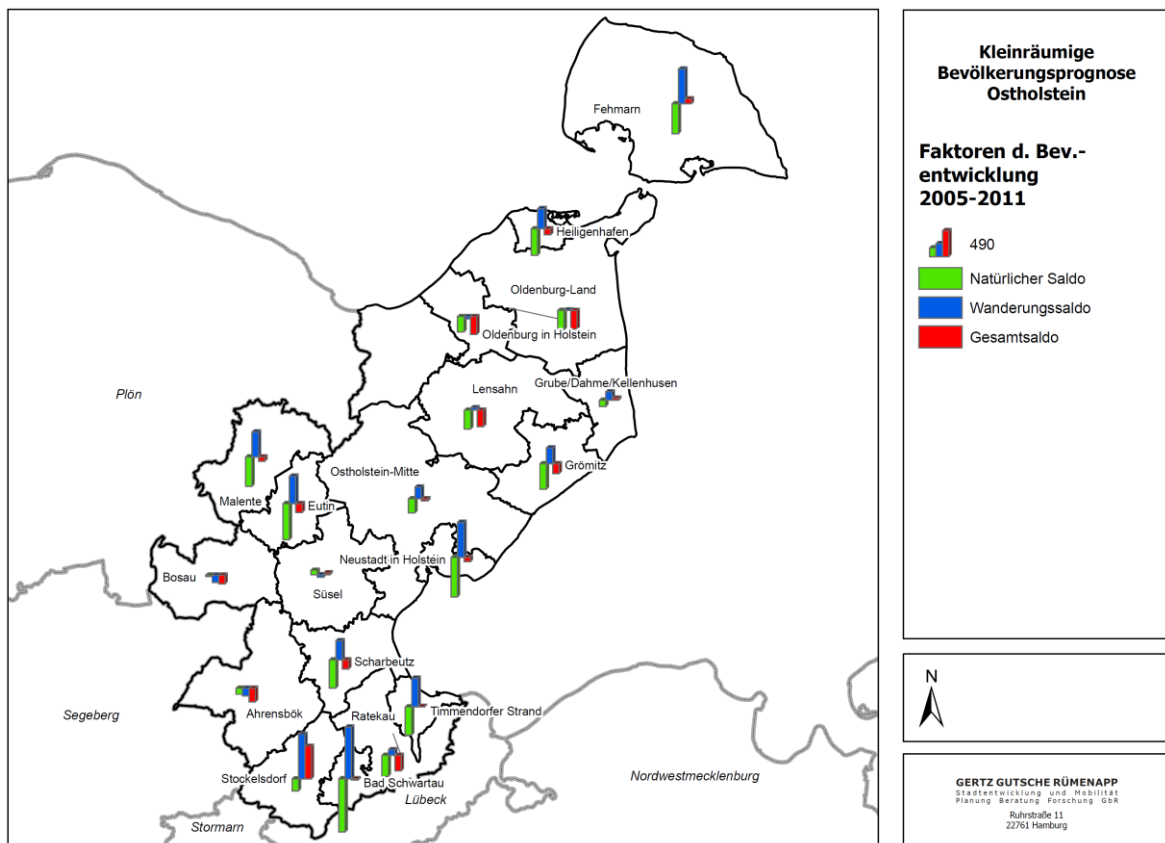 Fehmarn
Heiligenhafen
Oldenburg-Land
Oldenburg in Holstein
Grube/Dahme/Kellenhusen
Lensahn
Plön
Grömitz
Ostholstein-Mitte
Malente
Eutin
Neustadt in Holstein
Bosau
Süsel
Scharbeutz
Segeberg
Ahrensbök
Ratekau
Timmendorfer Strand
Stockelsdorf
Bad Schwartau
Nordwestmecklenburg
Lübeck
Stormarn
Kleinräumige
Bevölkerungsprognose
Ostholstein
Faktoren d. Bev.-
entwicklung
2005-2011
490
Natürlicher Saldo
Wanderungssaldo
Gesamtsaldo
N
GERTZ GUTSCHE RÜMENAPP
Stadtentwicklung und Mobilität
Planung Beratung Forschung GbR
Ruhrstraße 11
22761 Hamburg